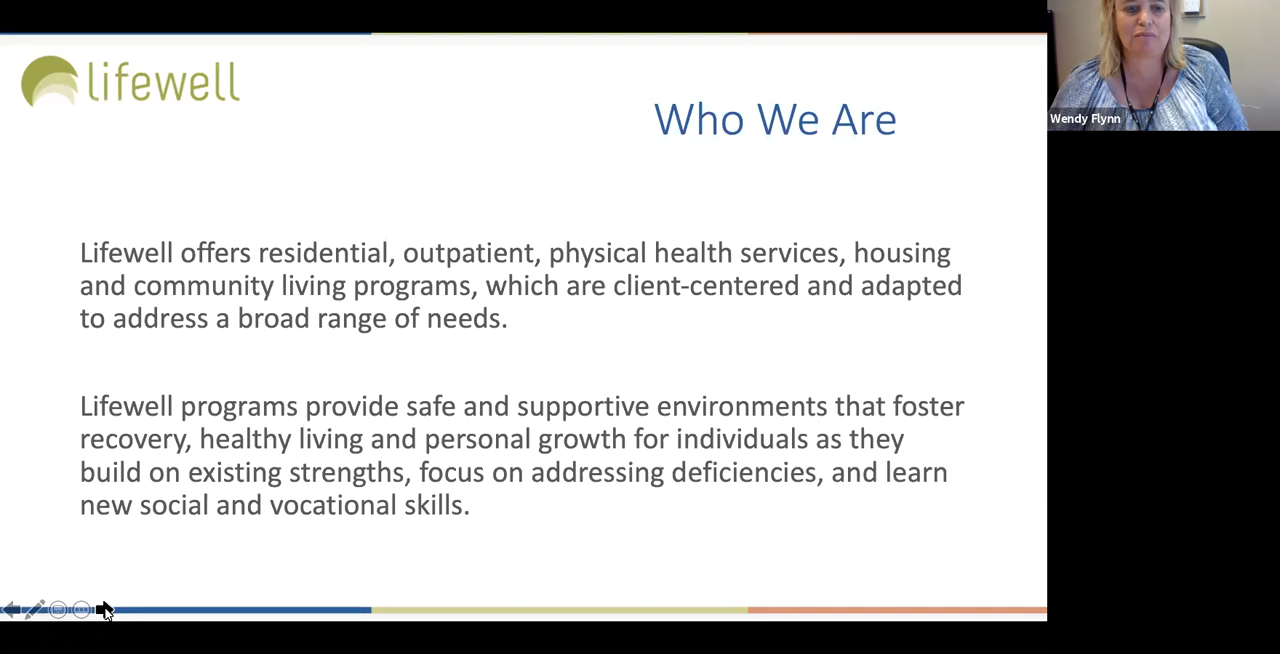 lifewell
Who We Are
Wendy Flynn
Lifewell offers residential, outpatient, physical health services, housing
and community living programs, which are client-centered and adapted
to address a broad range of needs.
Lifewell programs provide safe and supportive environments that foster
recovery, healthy living and personal growth for individuals as they
build on existing strengths, focus on addressing deficiencies, and learn
new social and vocational skills.